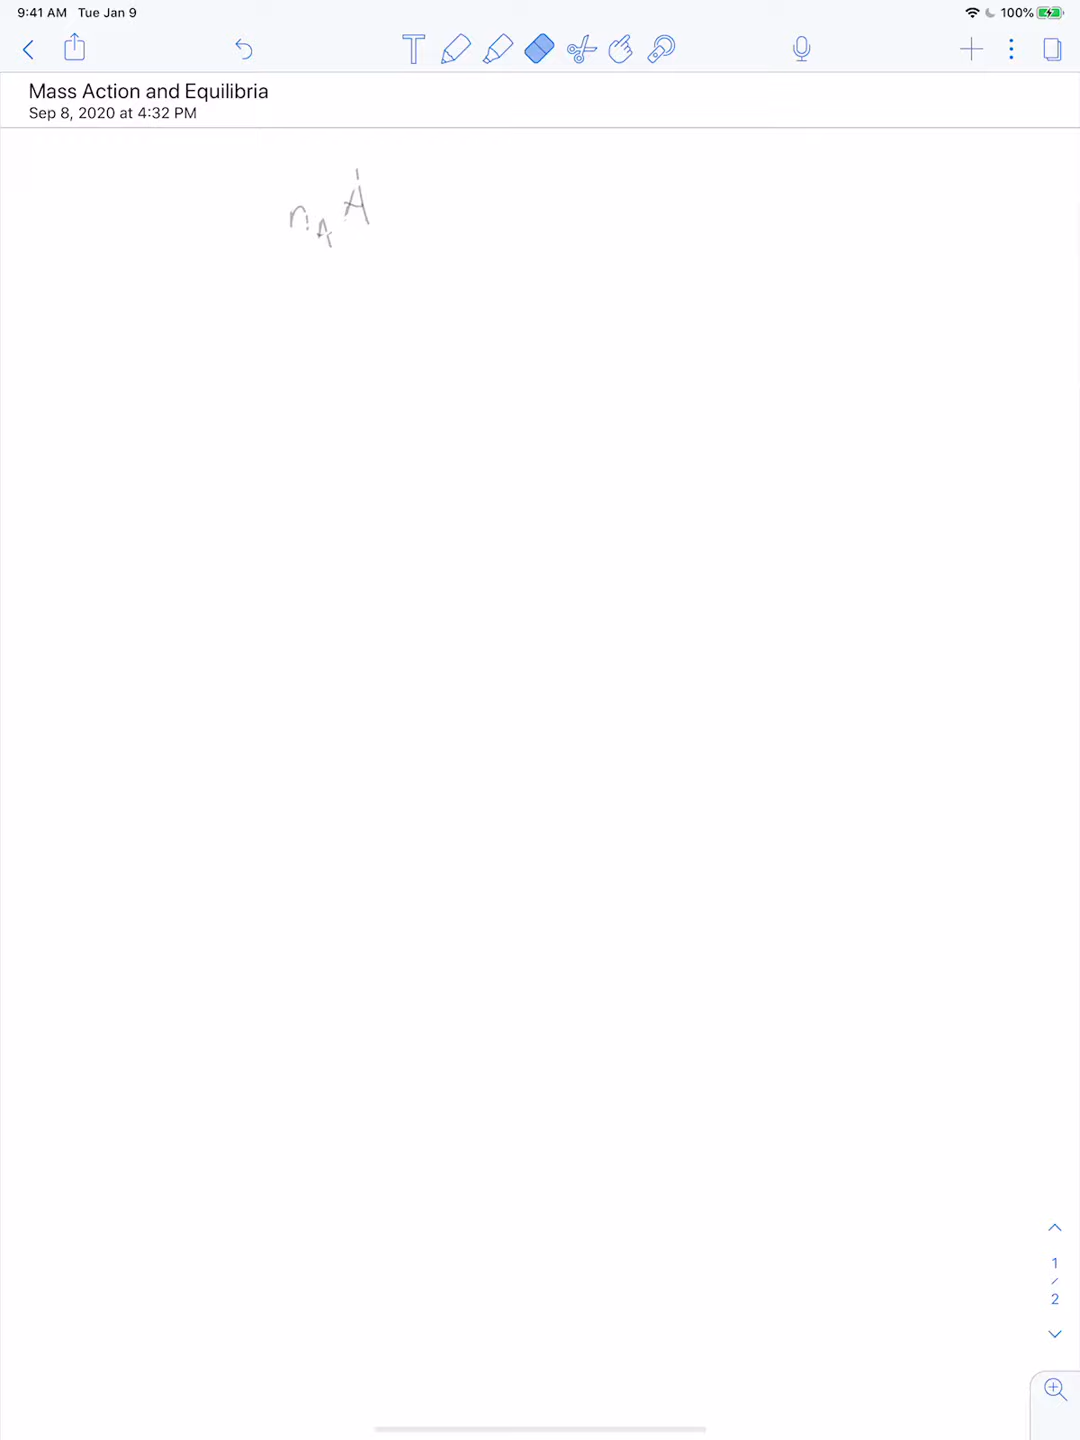 9:41 AM Tue Jan 9 100%
T
Mass Action and Equilibria
Sep 8, 2020 at 4:32 PM
n_A A
1
/
2